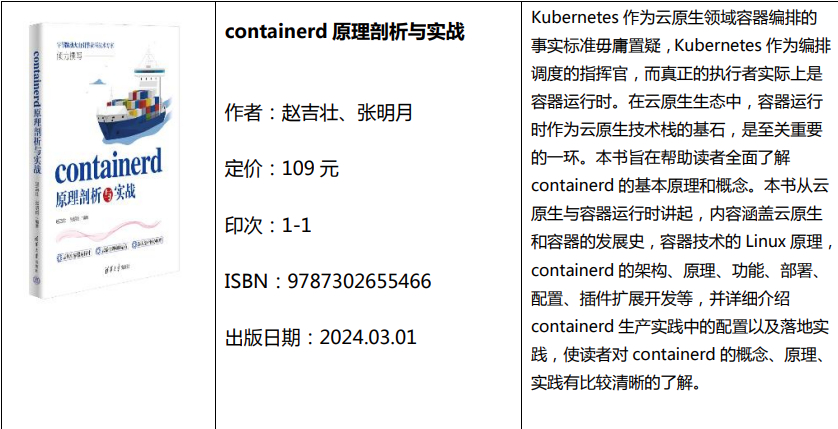 containerd
原理剖析与实战
containerd 原理剖析与实战
清华大学出版社
containerd 原理剖析与实战
作者：赵吉壮、张明月
定价：109 元
印次：1-1
ISBN：9787302655466
出版日期：2024.03.01
Kubernetes 作为云原生领域容器编排的
事实标准毋庸置疑，Kubernetes 作为编排
调度的指挥官，而真正的执行者实际上是
容器运行时。在云原生生态中，容器运行
时作为云原生技术栈的基石，是至关重要
的一环。本书旨在帮助读者全面了解
containerd 的基本原理和概念。本书从云
原生与容器运行时讲起，内容涵盖云原生
和容器的发展史，容器技术的 Linux 原理，
containerd 的架构、原理、功能、部署、
配置、插件扩展开发等，并详细介绍
containerd 生产实践中的配置以及落地实
践，使读者对 containerd 的概念、原理、
实践有比较清晰的了解。